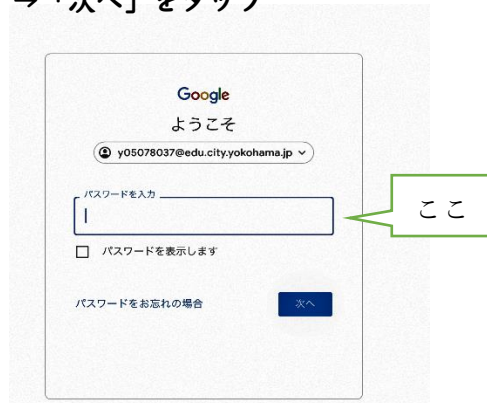 →「次へ」をタップ
Google
ようこそ
y05078037@edu.city.yokohama.jp
パスワードを入力
ここ
パスワードを表示します
パスワードをお忘れの場合
次へ